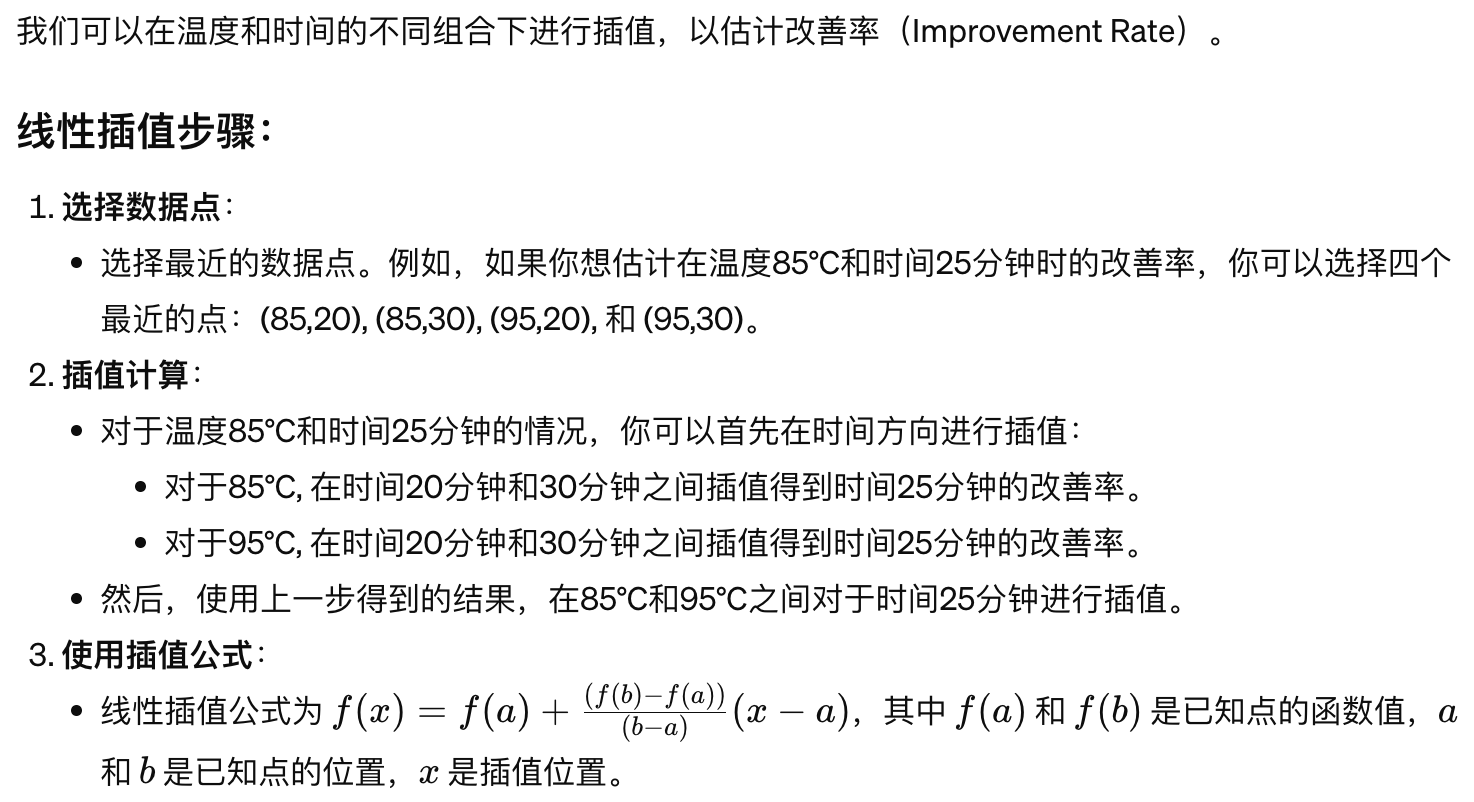 我们可以在温度和时间的不同组合下进行插值，以估计改善率（Improvement Rate）。
线性插值步骤：
1. 选择数据点：
• 选择最近的数据点。例如，如果你想估计在温度85°C和时间25分钟时的改善率，你可以选择四个
最近的点：(85,20), (85,30), (95,20), 和 (95,30)。
2. 插值计算：
• 对于温度85°C和时间25分钟的情况，你可以首先在时间方向进行插值：
• 对于85°C, 在时间20分钟和30分钟之间插值得到时间25分钟的改善率。
• 对于95°C, 在时间20分钟和30分钟之间插值得到时间25分钟的改善率。
• 然后，使用上一步得到的结果，在85°C和95°C之间对于时间25分钟进行插值。
3. 使用插值公式：
• 线性插值公式为 $f(x) = f(a) + \frac{(f(b)-f(a))}{(b-a)}(x - a)$，其中 $f(a)$ 和 $f(b)$ 是已知点的函数值，$a$
和 $b$ 是已知点的位置，$x$ 是插值位置。